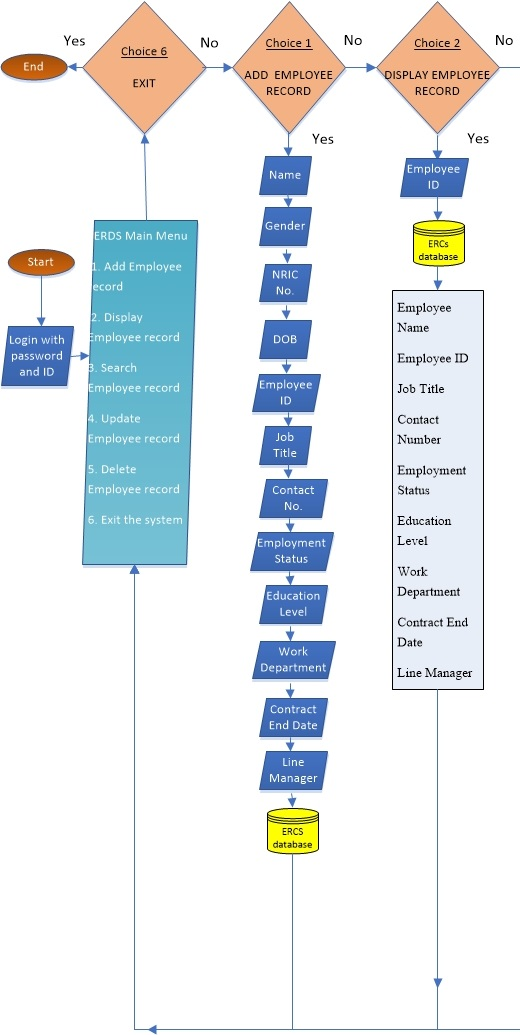 Yes
Choice 6
EXIT
End
No
Choice 1
ADD EMPLOYEE
RECORD
No
Choice 2
DISPLAY EMPLOYEE
RECORD
No
Yes
Yes
Start
Login with
password
and ID
ERDS Main Menu
1. Add Employee
ecord
2. Display
Employee record
3. Search
Employee record
4. Update
Employee record
5. Delete
Employee record
6. Exit the system
Name
Gender
NRIC
No.
DOB
Employee
ID
Job
Title
Contact
No.
Employment
Status
Education
Level
Work
Department
Contract
End Date
Line
Manager
ERCS
database
Employee
ID
ERCs
database
Employee
Name
Employee ID
Job Title
Contact
Number
Employment
Status
Education
Level
Work
Department
Contract End
Date
Line Manager